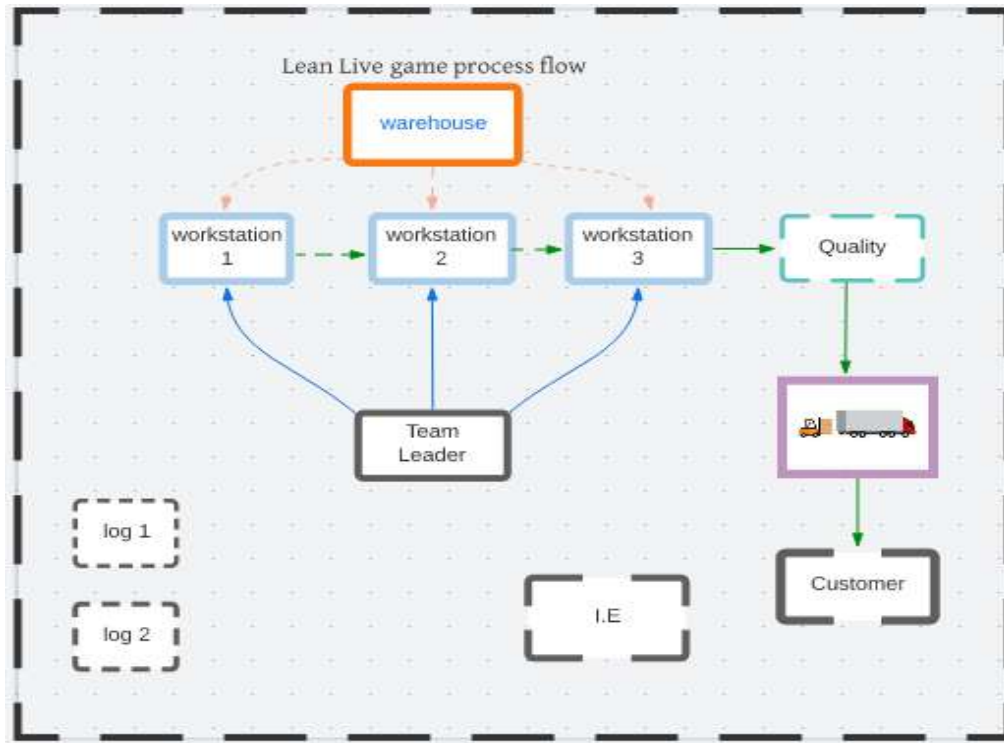 Lean Live game process flow
warehouse
workstation
1
workstation
2
workstation
3
Quality
Team
Leader
log 1
log 2
I.E
Customer